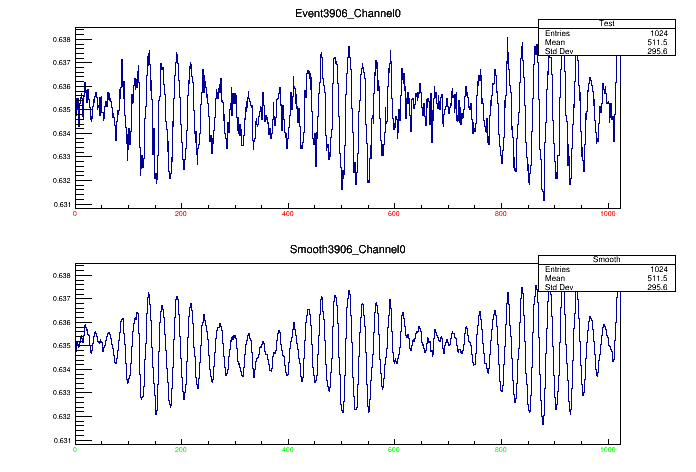 Event3906_Channel0
Test
Entries 1024
Mean 511.5
Std Dev 295.6
0.638
0.637
0.636
0.635
0.634
0.633
0.632
0.631
0 200 400 600 800 1000
Smooth3906_Channel0
Smooth
Entries 1024
Mean 511.5
Std Dev 295.6
0.638
0.637
0.636
0.635
0.634
0.633
0.632
0.631
0 200 400 600 800 1000